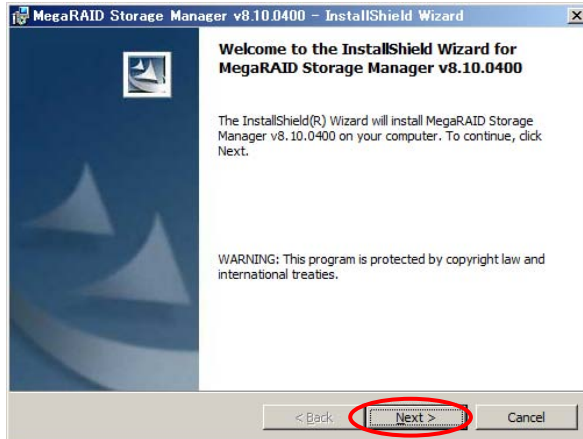 MegaRAID Storage Manager v8.10.0400 - InstallShield Wizard
Welcome to the InstallShield Wizard for
MegaRAID Storage Manager v8.10.0400
The InstallShield(R) Wizard will install MegaRAID Storage
Manager v8.10.0400 on your computer. To continue, click
Next.
WARNING: This program is protected by copyright law and
international treaties.
< Back
Next >
Cancel